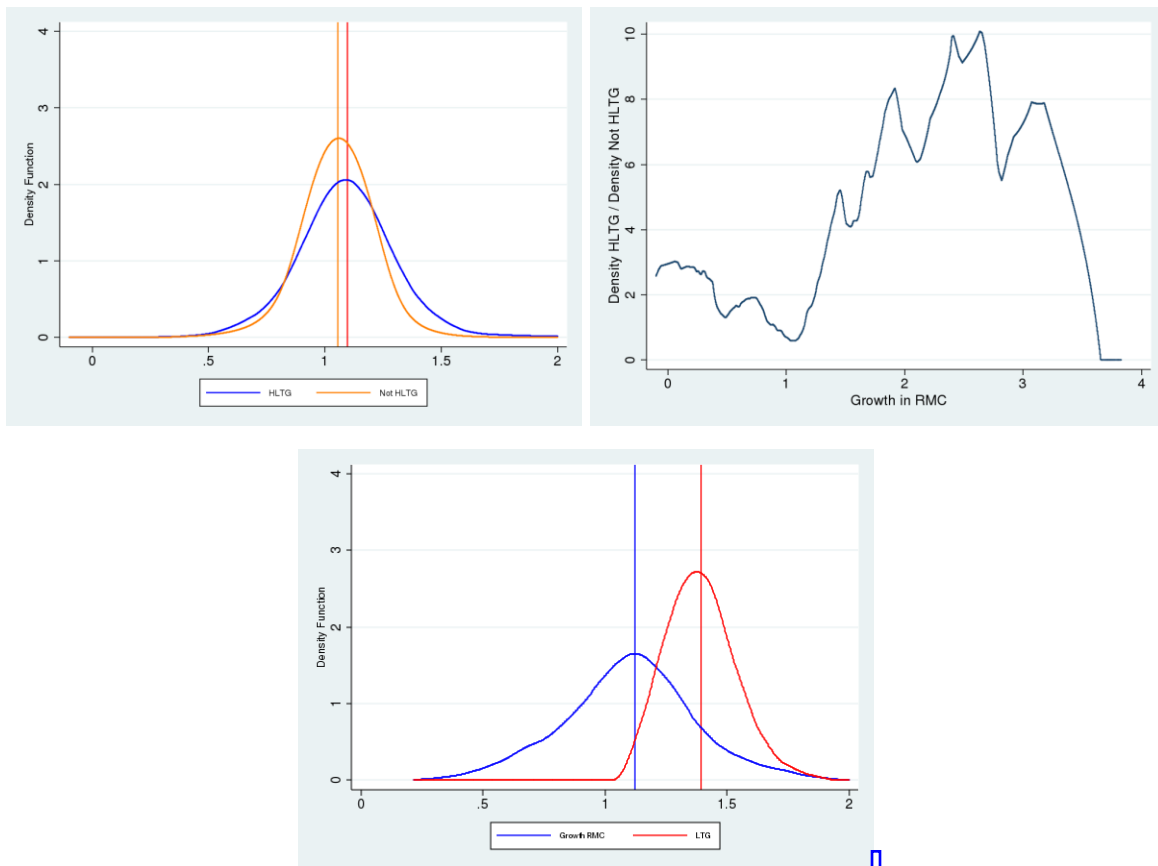 Density Function
4
3
2
1
0
0 .5 1 1.5 2
HLTG Not HLTG
Density HLTG / Density Not HLTG
10
8
6
4
2
0
0 1 2 3 4
Growth in RMC
Density Function
4
3
2
1
0
0 .5 1 1.5 2
Growth RMC LTG